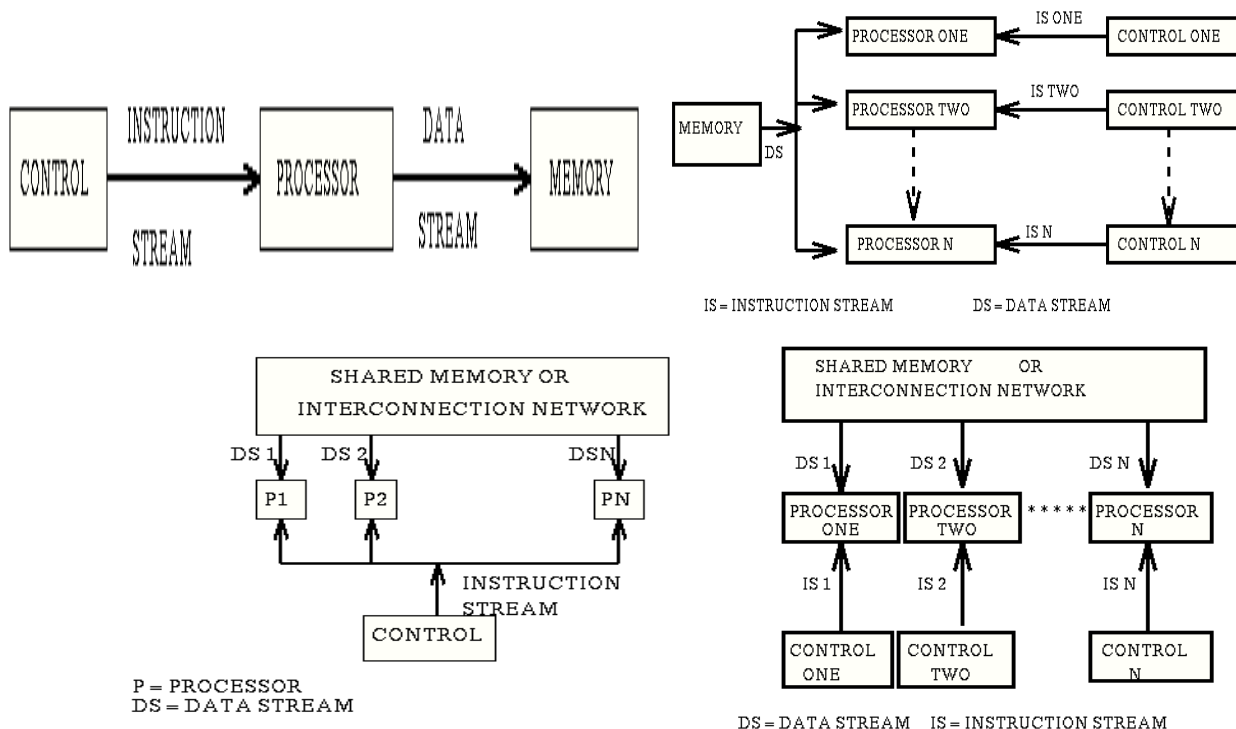 INSTRUCTION
DATA
CONTROL
PROCESSOR
MEMORY
STREAM
STREAM
IS ONE
PROCESSOR ONE
CONTROL ONE
IS TWO
PROCESSOR TWO
CONTROL TWO
MEMORY
DS
IS N
PROCESSOR N
CONTROL N
IS = INSTRUCTION STREAM
DS = DATA STREAM
SHARED MEMORY OR
INTERCONNECTION NETWORK
DS 1
DS 2
DSN
P1
P2
PN
INSTRUCTION
STREAM
CONTROL
P = PROCESSOR
DS = DATA STREAM
SHARED MEMORY OR
INTERCONNECTION NETWORK
DS 1
DS 2
DS N
PROCESSOR
ONE
PROCESSOR
TWO
*****
PROCESSOR
N
IS 1
IS 2
IS N
CONTROL
ONE
CONTROL
TWO
CONTROL
N
DS = DATA STREAM IS = INSTRUCTION STREAM